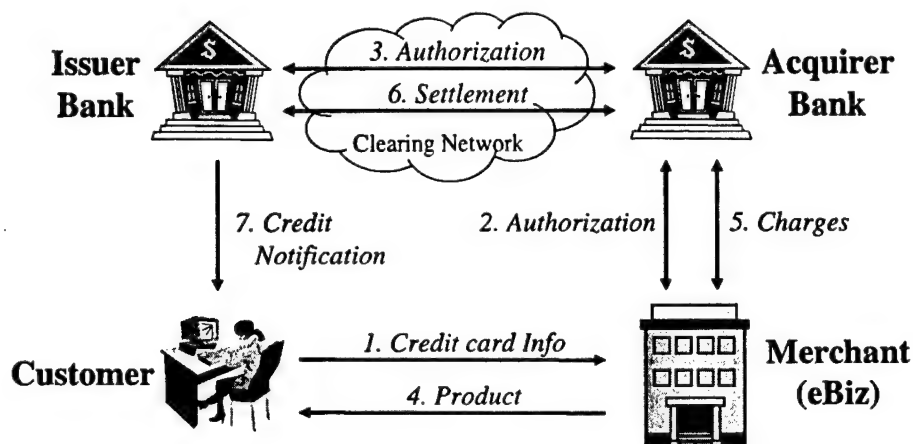 3. Authorization
Issuer
Bank
Acquirer
Bank
6. Settlement
Clearing Network
7. Credit
Notification
2. Authorization
5. Charges
1. Credit card Info
Customer
4. Product
Merchant
(eBiz)
$
$